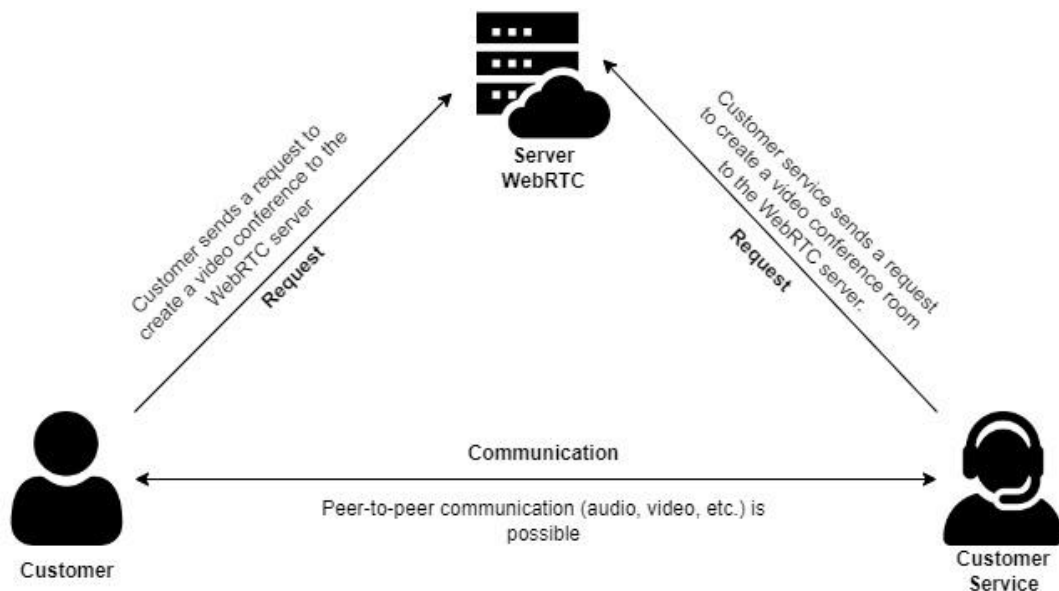 Server
WebRTC
Customer sends a request to
create a video conference to the
WebRTC server
Request
Customer service sends a request
to create a video conference room
to the WebRTC server.
Request
Communication
Peer-to-peer communication (audio, video, etc.) is
possible
Customer
Customer
Service